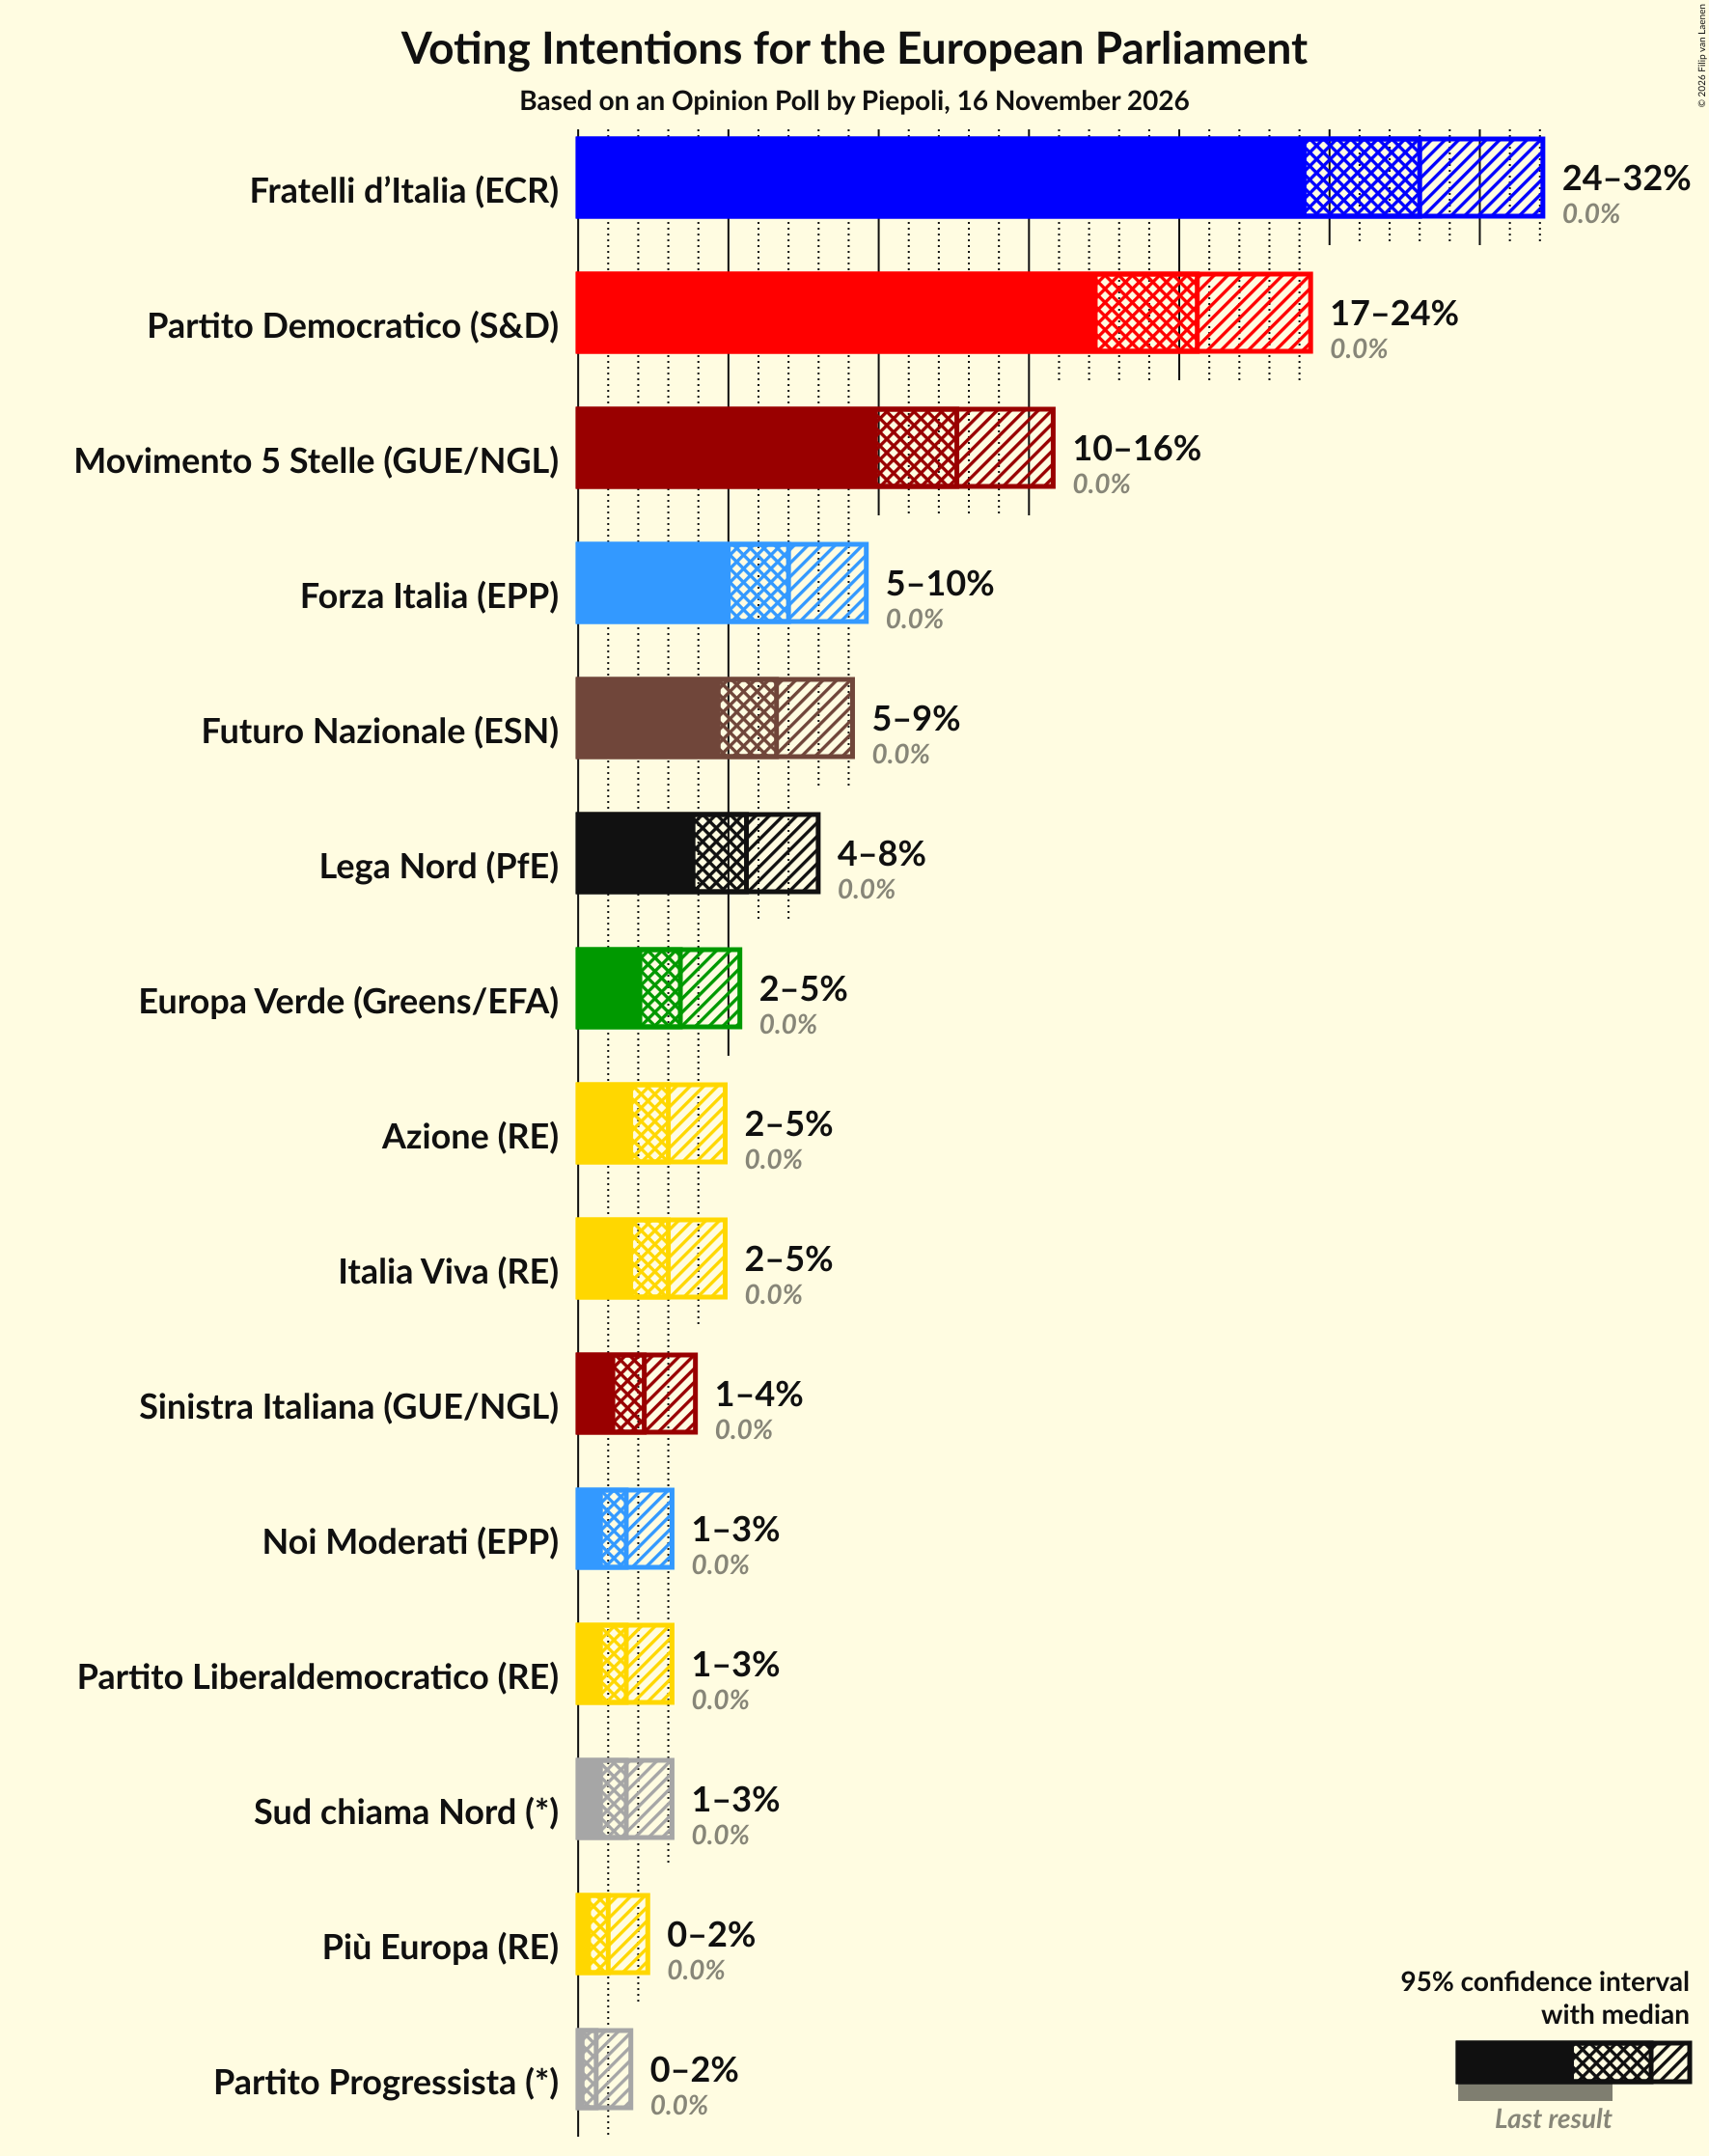 Voting Intentions for the European Parliament
Based on an Opinion Poll by Piepoli, 16 November 2026
© 2026 Filip van Laenen
Fratelli d’Italia (ECR)
24–32%
0.0%
Partito Democratico (S&D)
17–24%
0.0%
Movimento 5 Stelle (GUE/NGL)
10–16%
0.0%
Forza Italia (EPP)
5–10%
0.0%
Futuro Nazionale (ESN)
5–9%
0.0%
Lega Nord (PfE)
4–8%
0.0%
Europa Verde (Greens/EFA)
2–5%
0.0%
Azione (RE)
2–5%
0.0%
Italia Viva (RE)
2–5%
0.0%
Sinistra Italiana (GUE/NGL)
1–4%
0.0%
Noi Moderati (EPP)
1–3%
0.0%
Partito Liberaldemocratico (RE)
1–3%
0.0%
Sud chiama Nord (*)
1–3%
0.0%
Più Europa (RE)
0–2%
0.0%
Partito Progressista (*)
0–2%
0.0%
95% confidence interval
with median
Last result